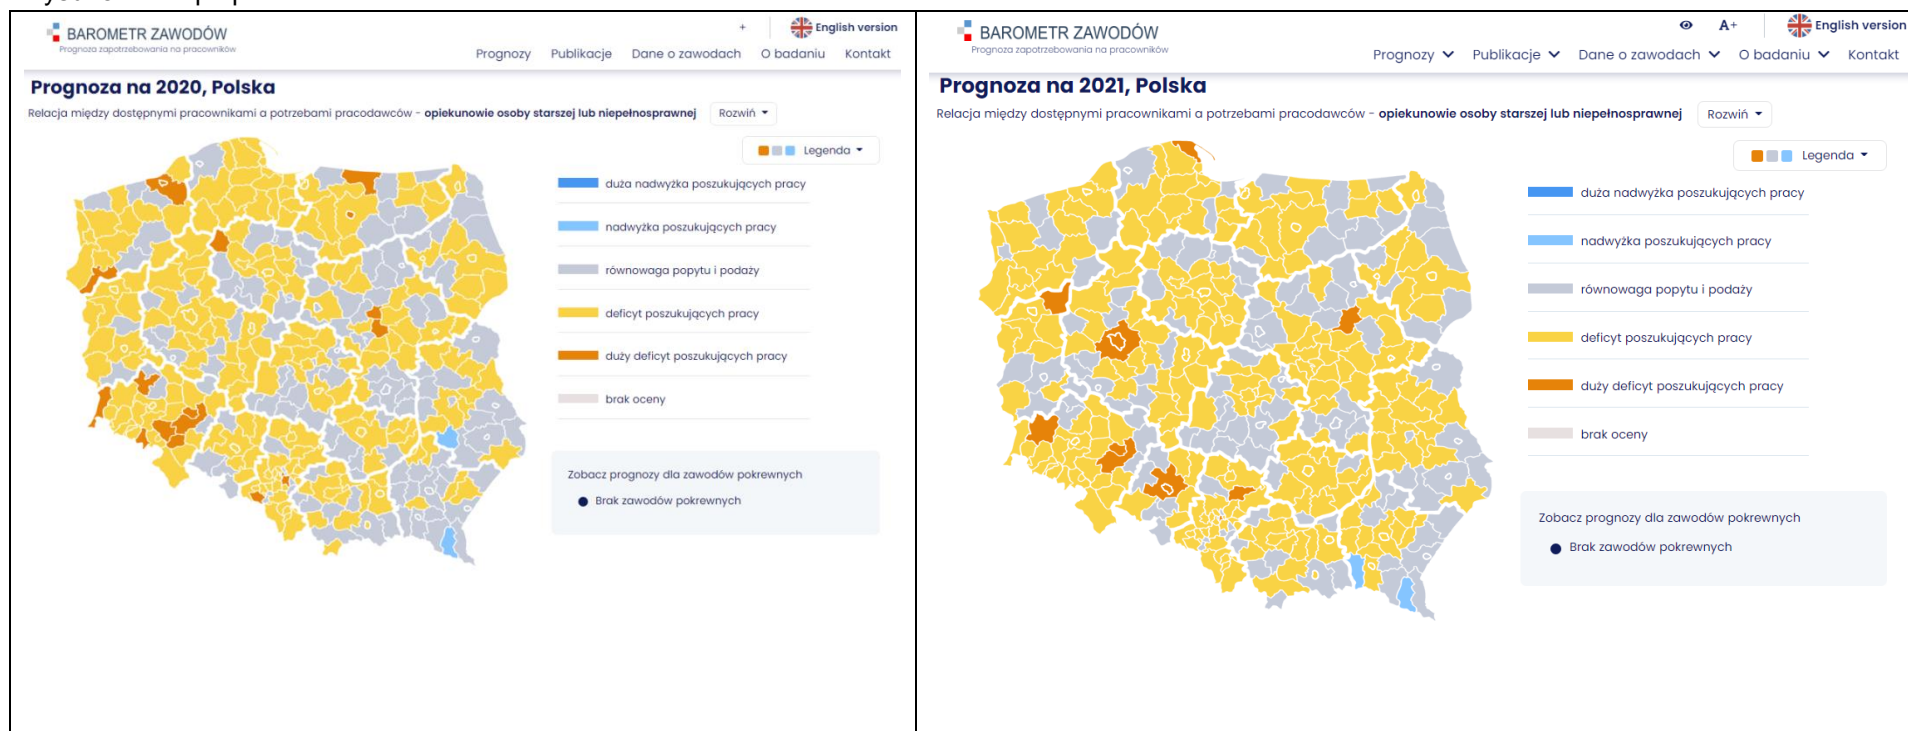 BAROMETR ZAWODÓW
Prognoza zapotrzebowania na pracowników
+
English version
Prognozy Publikacje Dane o zawodach O badaniu Kontakt
Prognoza na 2020, Polska
Relacja między dostępnymi pracownikami a potrzebami pracodawców - opiekunowie osoby starszej lub niepełnosprawnej Rozwiń
Legenda
duża nadwyżka poszukujących pracy
nadwyżka poszukujących pracy
równowaga popytu i podaży
deficyt poszukujących pracy
duży deficyt poszukujących pracy
brak oceny
Zobacz prognozy dla zawodów pokrewnych
Brak zawodów pokrewnych
BAROMETR ZAWODÓW
Prognoza zapotrzebowania na pracowników
A+
English version
Prognozy Publikacje Dane o zawodach O badaniu Kontakt
Prognoza na 2021, Polska
Relacja między dostępnymi pracownikami a potrzebami pracodawców - opiekunowie osoby starszej lub niepełnosprawnej Rozwiń
Legenda
duża nadwyżka poszukujących pracy
nadwyżka poszukujących pracy
równowaga popytu i podaży
deficyt poszukujących pracy
duży deficyt poszukujących pracy
brak oceny
Zobacz prognozy dla zawodów pokrewnych
Brak zawodów pokrewnych